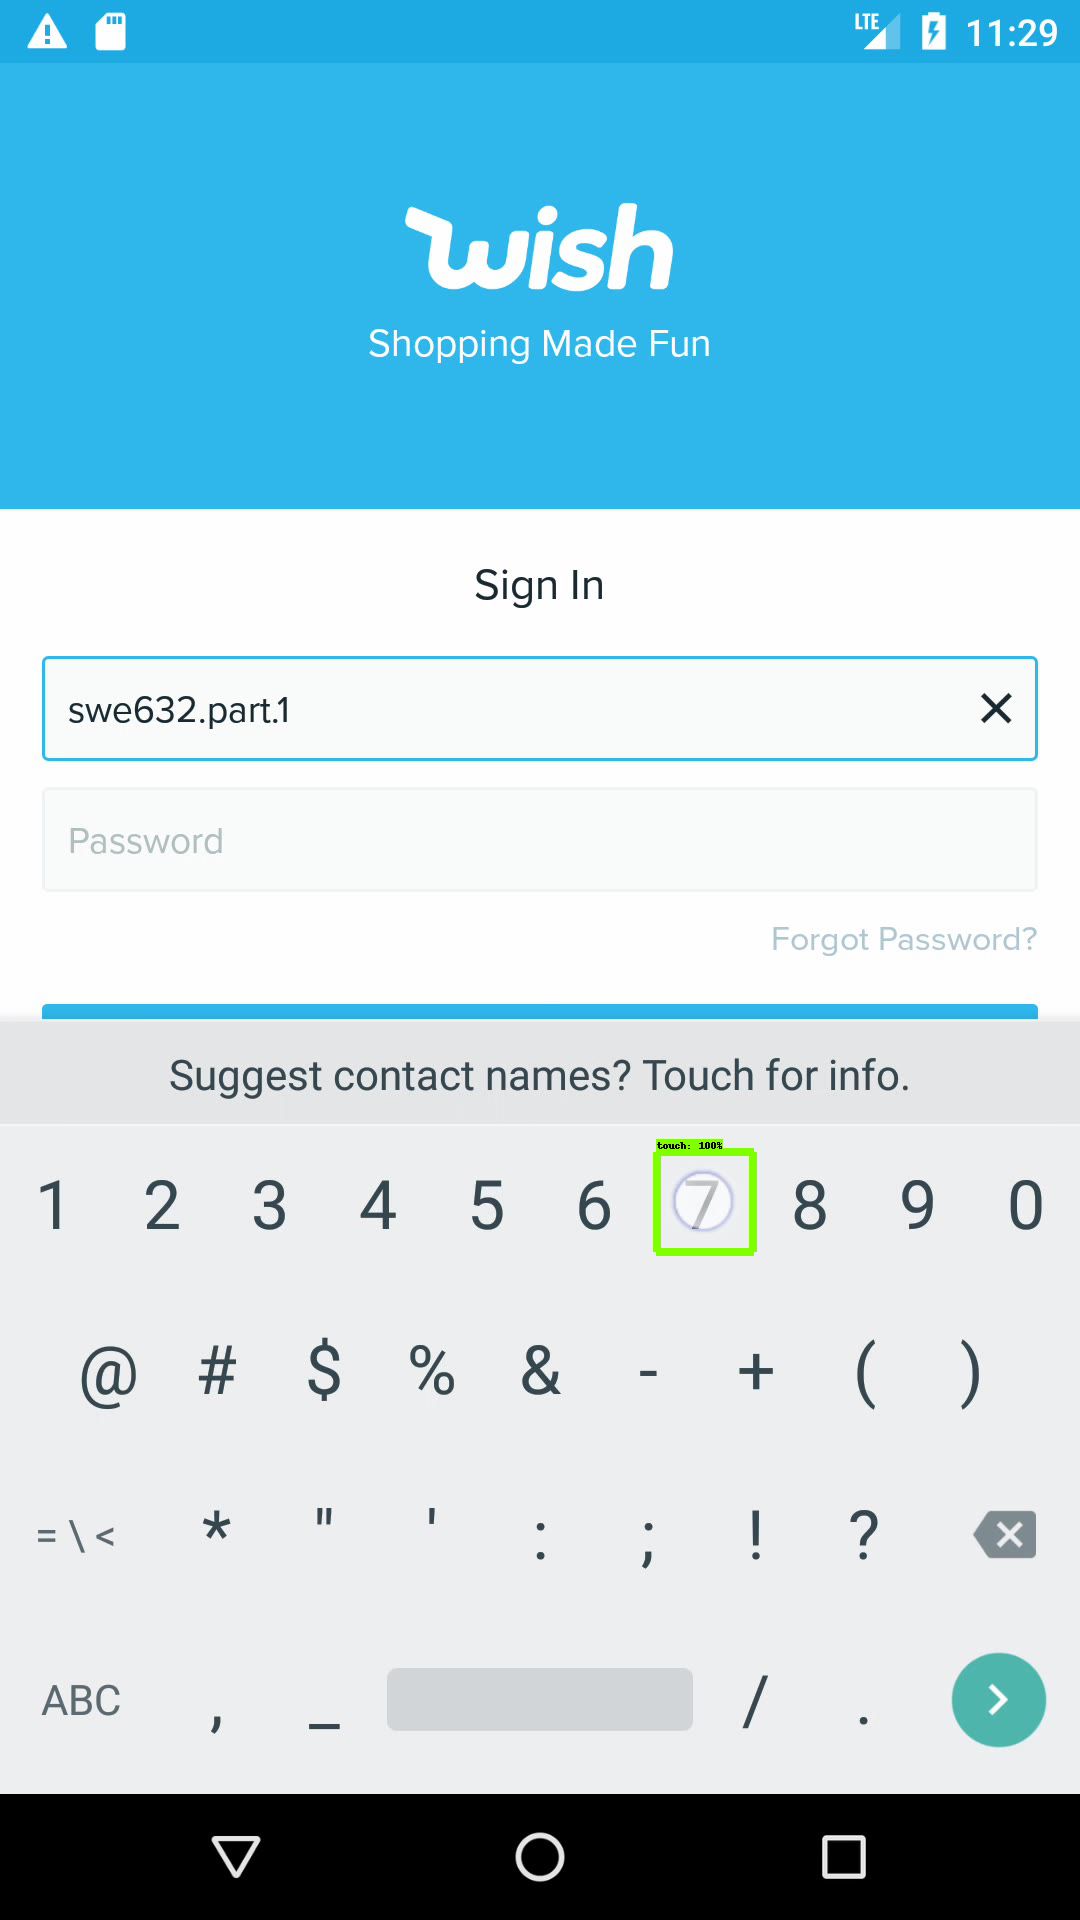 LTE 11:29
wish
Shopping Made Fun
Sign In
swe632.part.1
Password
Forgot Password?
Suggest contact names? Touch for info.
touch: 100%
1 2 3 4 5 6 7 8 9 0
@ # $ % & - + ( )
= \ < * " ' : ; ! ?
ABC , _ / .